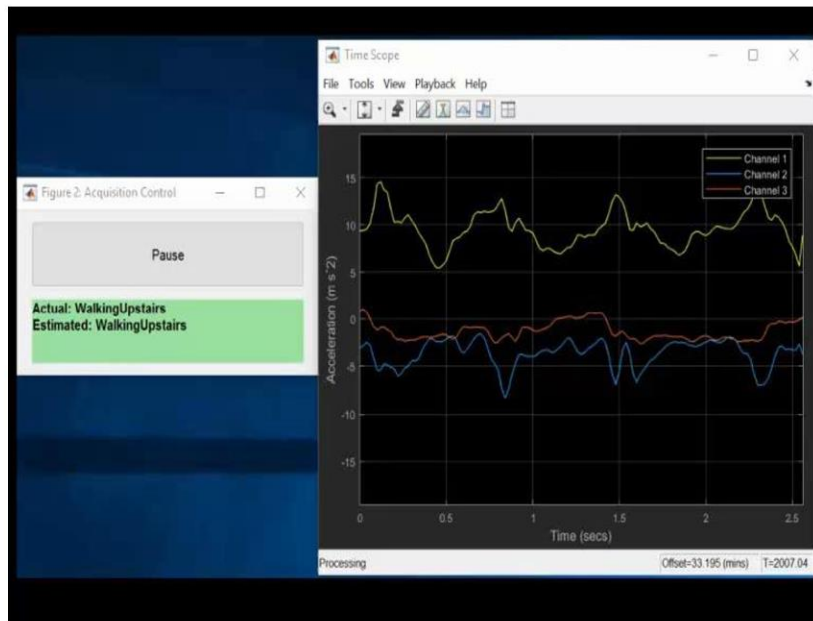 Time Scope
File Tools View Playback Help
Figure 2: Acquisition Control
Pause
Actual: WalkingUpstairs
Estimated: WalkingUpstairs
Channel 1
Channel 2
Channel 3
Acceleration (m s^2)
15
10
5
0
-5
-10
-15
0 0.5 1 1.5 2 2.5
Time (secs)
Processing Offset=33.195 (mins) T=2007.04